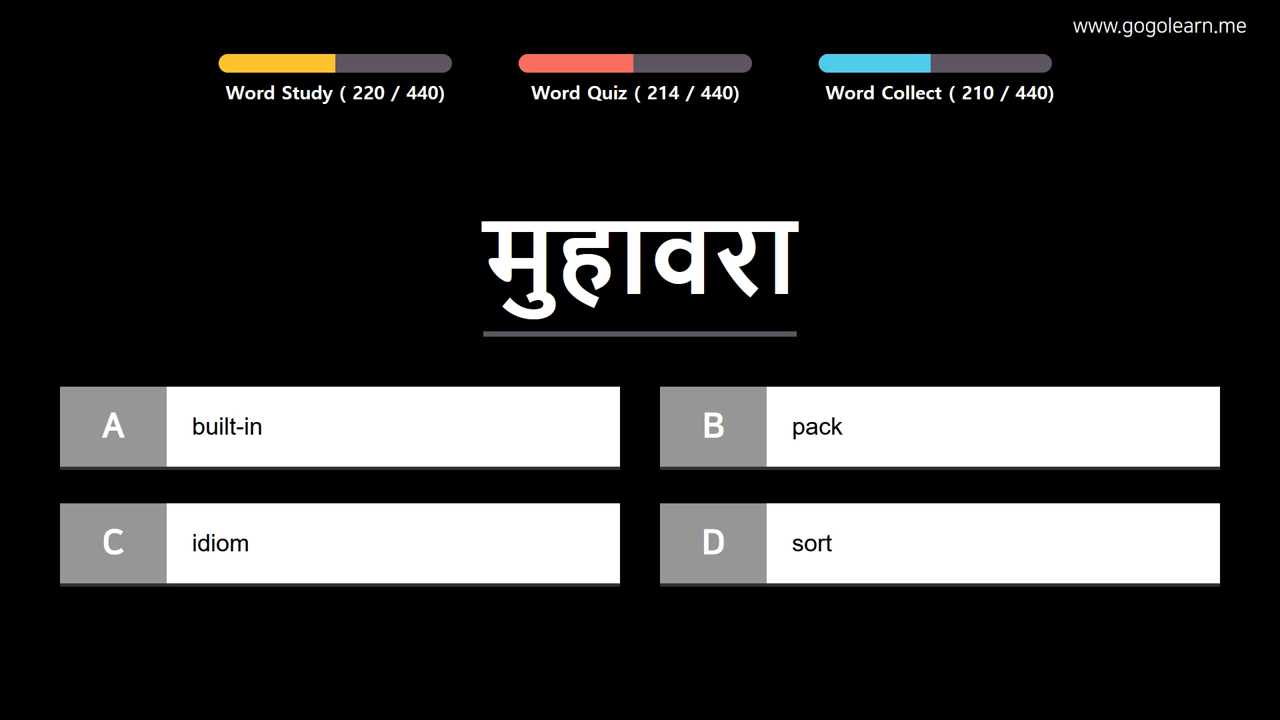 www.gogolearn.me
Word Study ( 220 / 440)
Word Quiz ( 214 / 440)
Word Collect ( 210 / 440)
मुहावरा
A built-in
B pack
C idiom
D sort